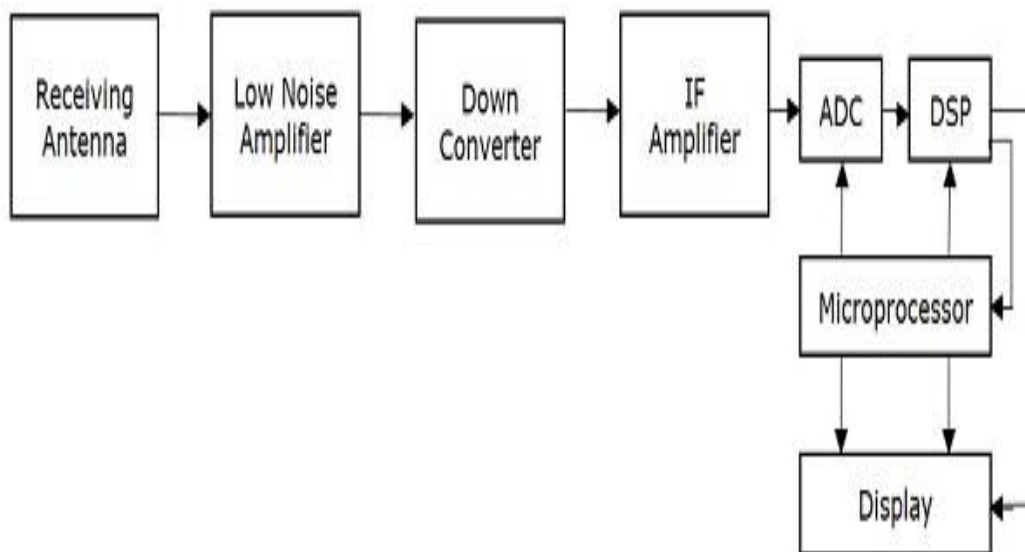 Receiving
Antenna
Low Noise
Amplifier
Down
Converter
IF
Amplifier
ADC
DSP
Microprocessor
Display